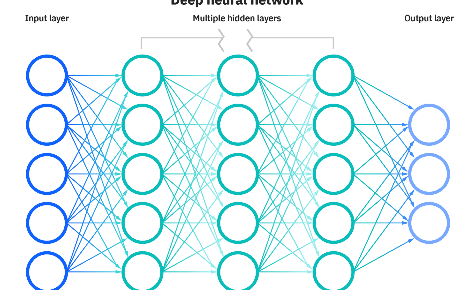 Deep neural network
Input layer
Multiple hidden layers
Output layer